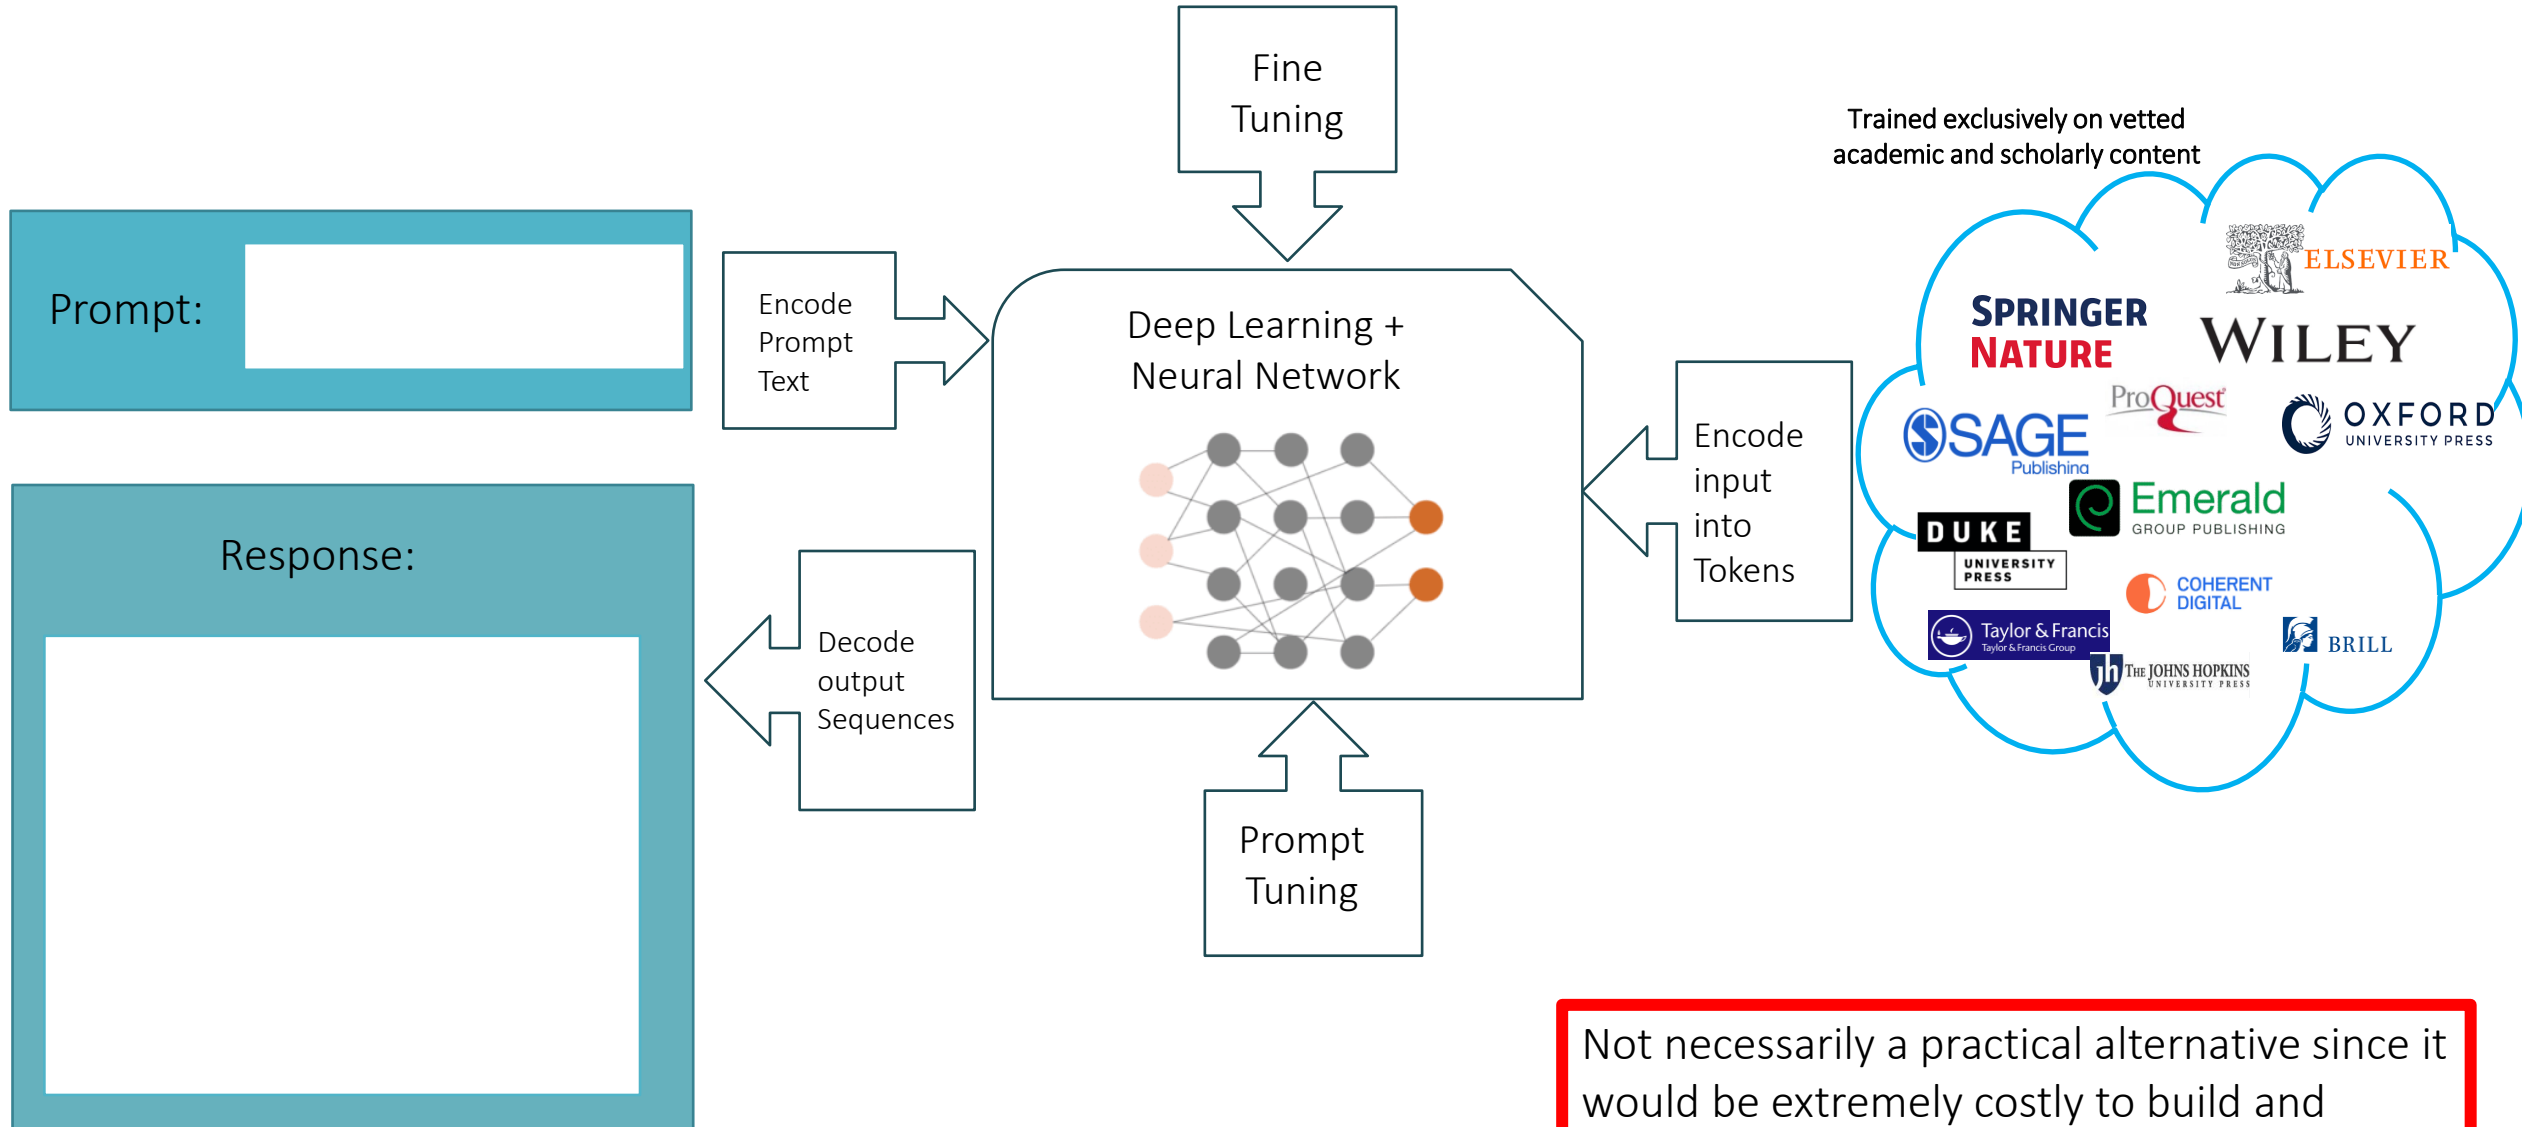 Fine
Tuning
Trained exclusively on vetted
academic and scholarly content
Prompt:
Encode
Prompt
Text
Deep Learning +
Neural Network
Encode
input
into
Tokens
ELSEVIER
SPRINGER
NATURE
WILEY
ProQuest
SAGE
Publishing
OXFORD
UNIVERSITY PRESS
Emerald
GROUP PUBLISHING
DUKE
UNIVERSITY
PRESS
COHERENT
DIGITAL
Taylor & Francis
Taylor & Francis Group
BRILL
jh THE JOHNS HOPKINS
UNIVERSITY PRESS
Response:
Decode
output
Sequences
Prompt
Tuning
Not necessarily a practical alternative since it
would be extremely costly to build and